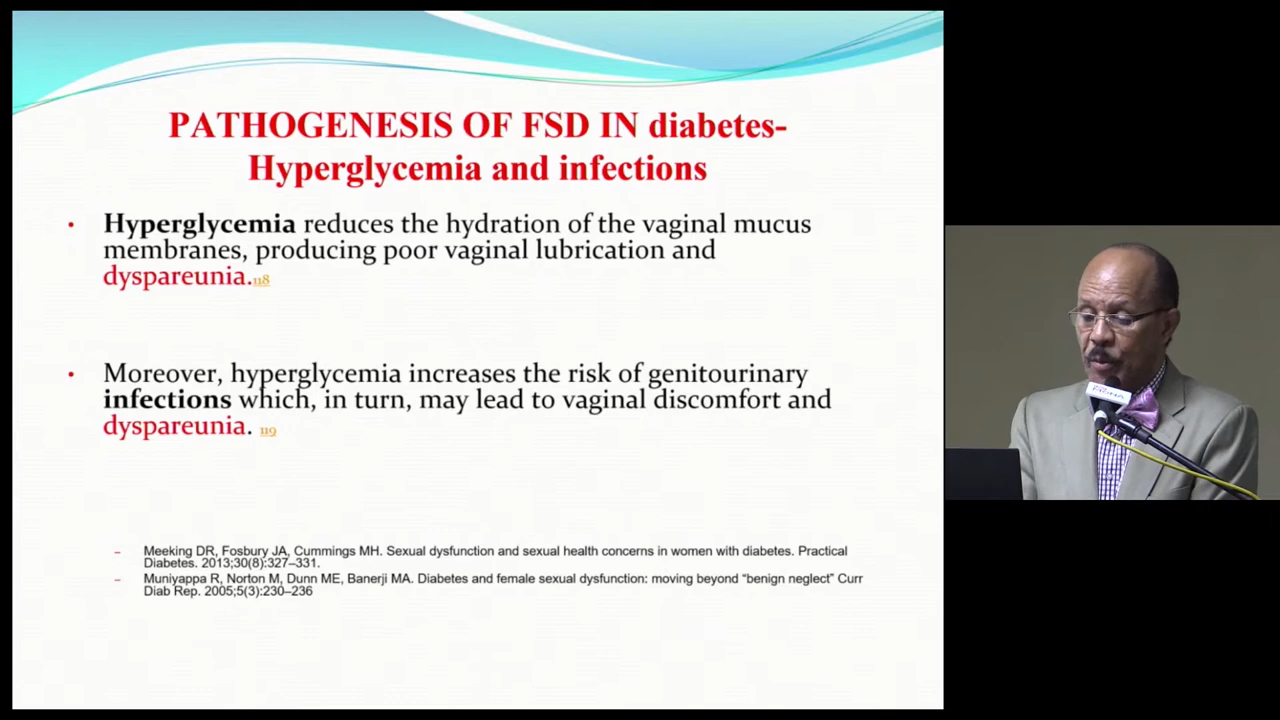 PATHOGENESIS OF FSD IN diabetes-
Hyperglycemia and infections
• Hyperglycemia reduces the hydration of the vaginal mucus
membranes, producing poor vaginal lubrication and
dyspareunia.118
• Moreover, hyperglycemia increases the risk of genitourinary
infections which, in turn, may lead to vaginal discomfort and
dyspareunia. 119
– Meeking DR, Fosbury JA, Cummings MH. Sexual dysfunction and sexual health concerns in women with diabetes. Practical
Diabetes. 2013;30(8):327–331.
– Muniyappa R, Norton M, Dunn ME, Banerji MA. Diabetes and female sexual dysfunction: moving beyond “benign neglect” Curr
Diab Rep. 2005;5(3):230–236